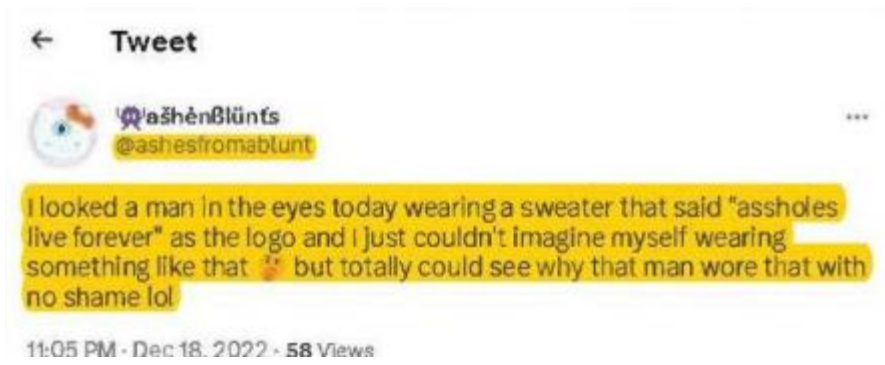 ← Tweet
ašhėnßlünťs
@ashesfromablunt
I looked a man in the eyes today wearing a sweater that said "assholes
live forever" as the logo and I just couldn't imagine myself wearing
something like that but totally could see why that man wore that with
no shame lol
11:05 PM · Dec 18, 2022 · 58 Views